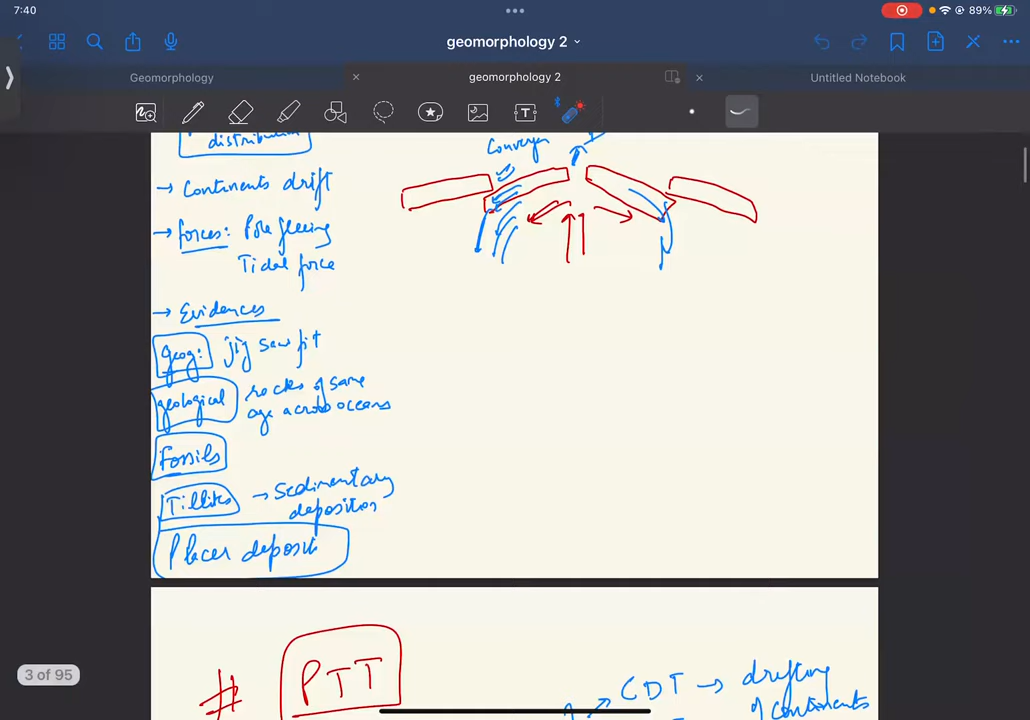 7:40
89%
geomorphology 2
Geomorphology
geomorphology 2
Untitled Notebook
distribution
→ Continents drift
→ forces: Pole fleeing
Tidal force
→ Evidences
Geog: jig saw fit
geological rocks of same
age across oceans
Fossils
Tillites → Sedimentary
deposition
Placer deposits
Convergen
3 of 95
# PTT
CDT → drifting
of continents